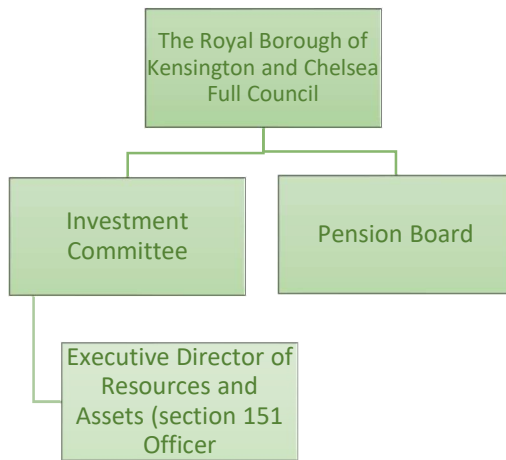 The Royal Borough of
Kensington and Chelsea
Full Council
Investment
Committee
Pension Board
Executive Director of
Resources and
Assets (section 151
Officer